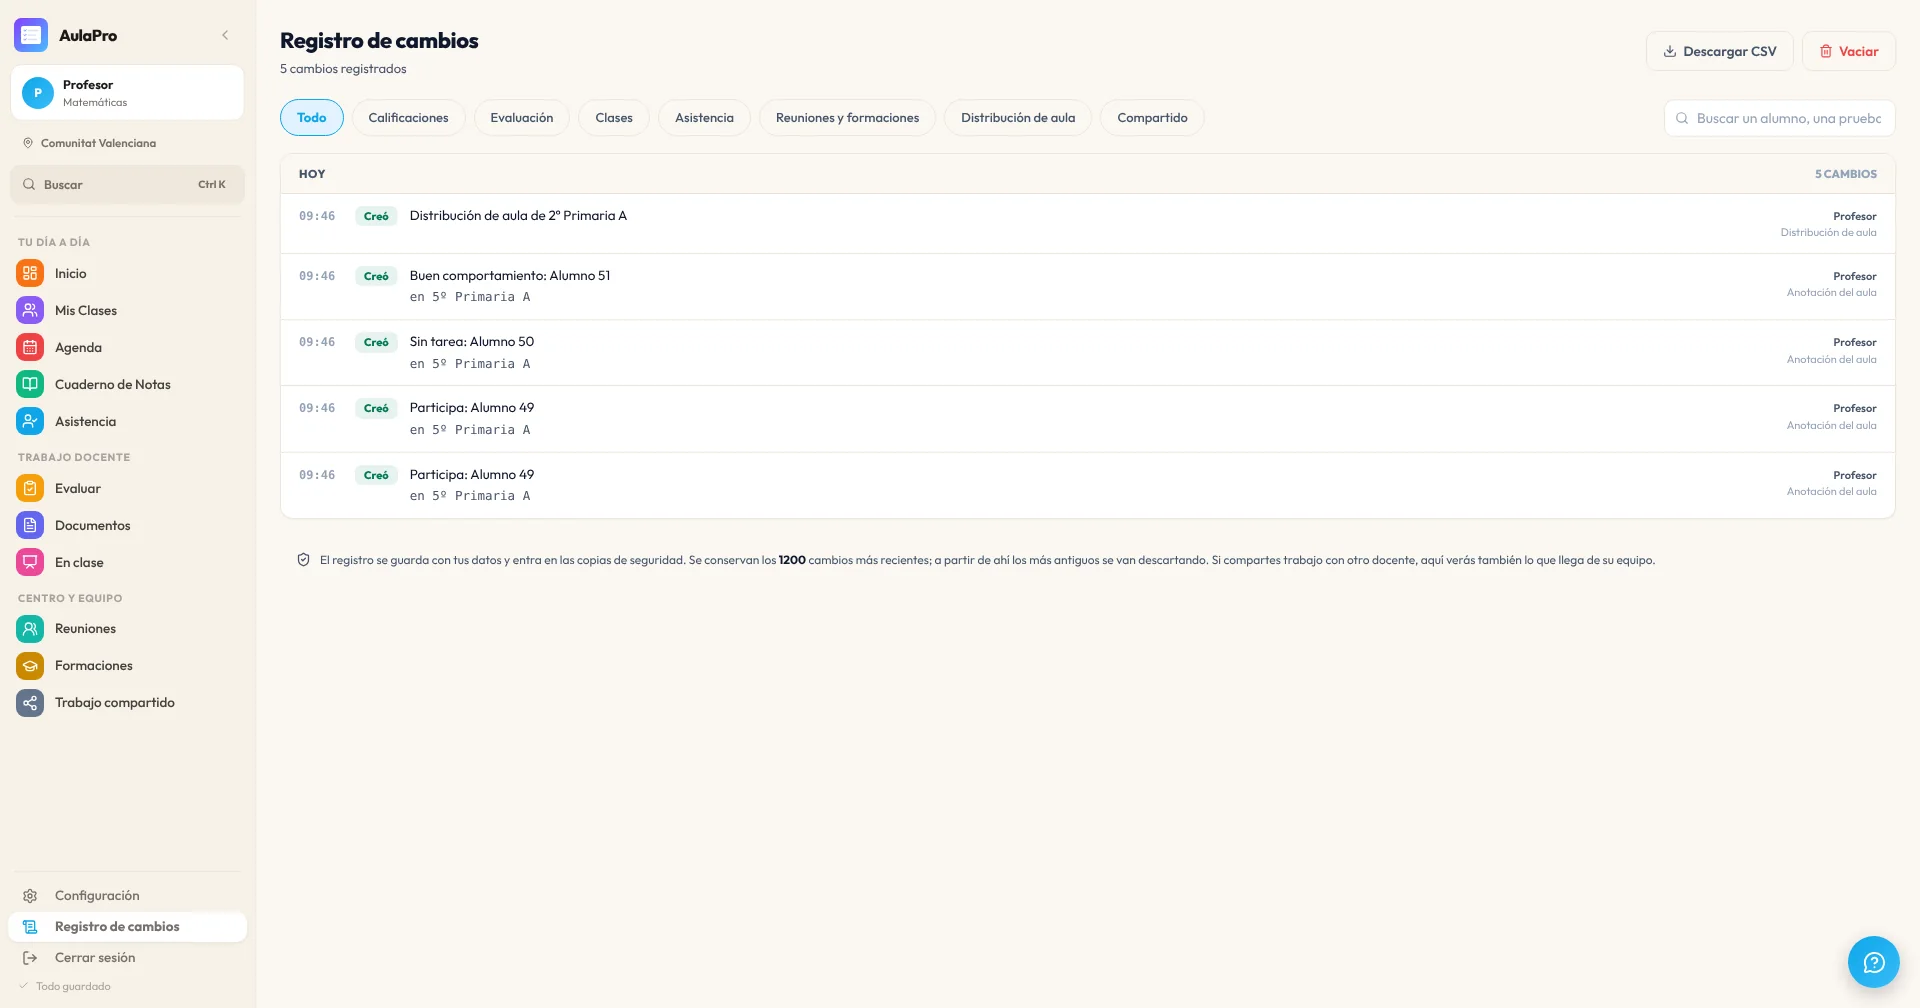 AulaPro
P
Profesor
Matemáticas
Comunitat Valenciana
Buscar Ctrl K
TU DÍA A DÍA
Inicio
Mis Clases
Agenda
Cuaderno de Notas
Asistencia
TRABAJO DOCENTE
Evaluar
Documentos
En clase
CENTRO Y EQUIPO
Reuniones
Formaciones
Trabajo compartido
Configuración
Registro de cambios
Cerrar sesión
Todo guardado
Registro de cambios
5 cambios registrados
Descargar CSV Vaciar
Todo Calificaciones Evaluación Clases Asistencia Reuniones y formaciones Distribución de aula Compartido
Buscar un alumno, una prueba
HOY 5 CAMBIOS
09:46 Creó Distribución de aula de 2º Primaria A Profesor
Distribución de aula
09:46 Creó Buen comportamiento: Alumno 51 Profesor
en 5º Primaria A Anotación del aula
09:46 Creó Sin tarea: Alumno 50 Profesor
en 5º Primaria A Anotación del aula
09:46 Creó Participa: Alumno 49 Profesor
en 5º Primaria A Anotación del aula
09:46 Creó Participa: Alumno 49 Profesor
en 5º Primaria A Anotación del aula
El registro se guarda con tus datos y entra en las copias de seguridad. Se conservan los 1200 cambios más recientes; a partir de ahí los más antiguos se van descartando. Si compartes trabajo con otro docente, aquí verás también lo que llega de su equipo.